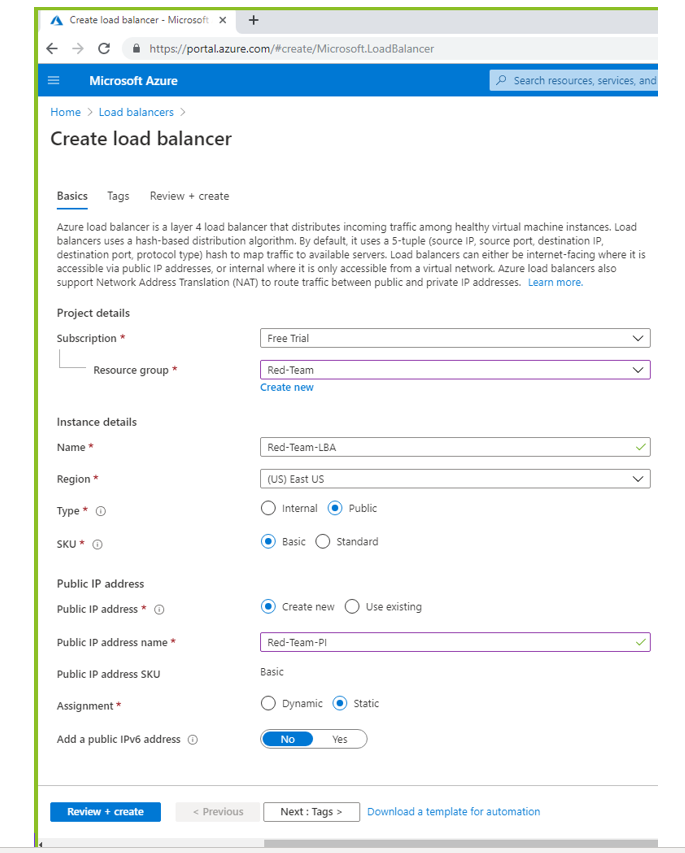 Create load balancer - Microsoft
https://portal.azure.com/#create/Microsoft.LoadBalancer
Microsoft Azure
Search resources, services, and
Home > Load balancers >
Create load balancer
Basics Tags Review + create
Azure load balancer is a layer 4 load balancer that distributes incoming traffic among healthy virtual machine instances. Load
balancers uses a hash-based distribution algorithm. By default, it uses a 5-tuple (source IP, source port, destination IP,
destination port, protocol type) hash to map traffic to available servers. Load balancers can either be internet-facing where it is
accessible via public IP addresses, or internal where it is only accessible from a virtual network. Azure load balancers also
support Network Address Translation (NAT) to route traffic between public and private IP addresses. Learn more.
Project details
Subscription * Free Trial
Resource group * Red-Team
Create new
Instance details
Name * Red-Team-LBA
Region * (US) East US
Type * Internal Public
SKU * Basic Standard
Public IP address
Public IP address * Create new Use existing
Public IP address name * Red-Team-PI
Public IP address SKU Basic
Assignment * Dynamic Static
Add a public IPv6 address No Yes
Review + create < Previous Next : Tags > Download a template for automation